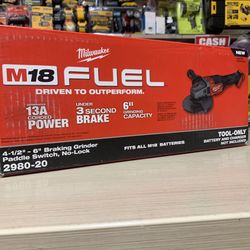 Milwaukee
M18 FUEL
DRIVEN TO OUTPERFORM.
13A
CORDED
POWER
UNDER
3 SECOND
BRAKE
6"
GRINDING
CAPACITY
FITS ALL M18 BATTERIES
TOOL-ONLY
BATTERY AND CHARGER
NOT INCLUDED
4-1/2" - 6" Braking Grinder
Paddle Switch, No-Lock
2980-20
CASH